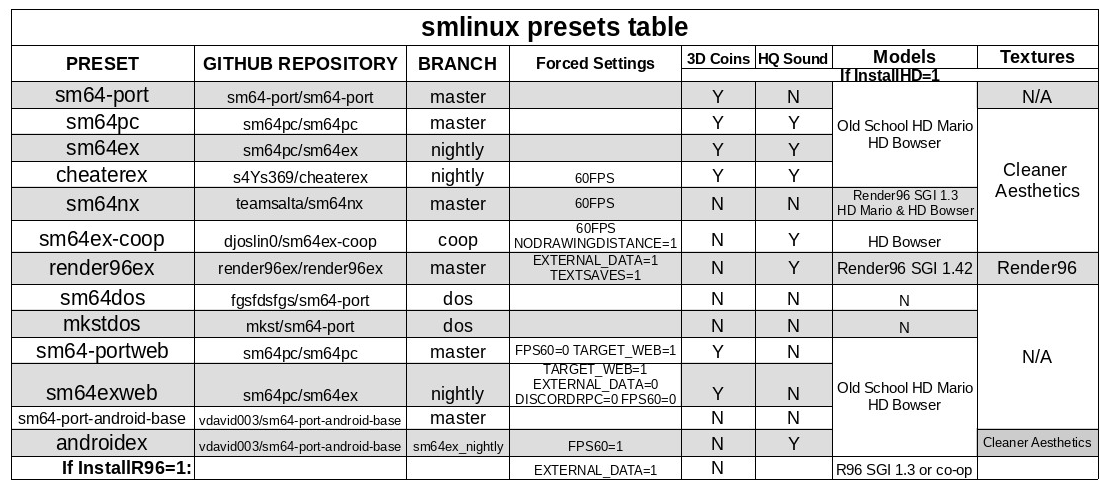 smlinux presets table
PRESET GITHUB REPOSITORY BRANCH Forced Settings 3D Coins HQ Sound Models Textures
If InstallHD=1
sm64-port sm64-port/sm64-port master Y N N/A
sm64pc sm64pc/sm64pc master Y Y
Old School HD Mario
HD Bowser
sm64ex sm64pc/sm64ex nightly Y Y
cheaterex s4Ys369/cheaterex nightly 60FPS Y Y
Cleaner
Aesthetics
sm64nx teamsalta/sm64nx master 60FPS N N
Render96 SGI 1.3
HD Mario & HD Bowser
sm64ex-coop djoslin0/sm64ex-coop coop
60FPS
NODRAWINGDISTANCE=1
N Y HD Bowser
render96ex render96ex/render96ex master
EXTERNAL_DATA=1
TEXTSAVES=1
N Y Render96 SGI 1.42 Render96
sm64dos fgsfdsfgs/sm64-port dos N N N
mkstdos mkst/sm64-port dos N N N
sm64-portweb sm64pc/sm64pc master FPS60=0 TARGET_WEB=1 Y N
N/A
sm64exweb sm64pc/sm64ex nightly
TARGET_WEB=1
EXTERNAL_DATA=0
DISCORDRPC=0 FPS60=0
Y N
Old School HD Mario
HD Bowser
sm64-port-android-base vdavid003/sm64-port-android-base master N N
androidex vdavid003/sm64-port-android-base sm64ex_nightly FPS60=1 N Y Cleaner Aesthetics
If InstallR96=1: EXTERNAL_DATA=1 N R96 SGI 1.3 or co-op